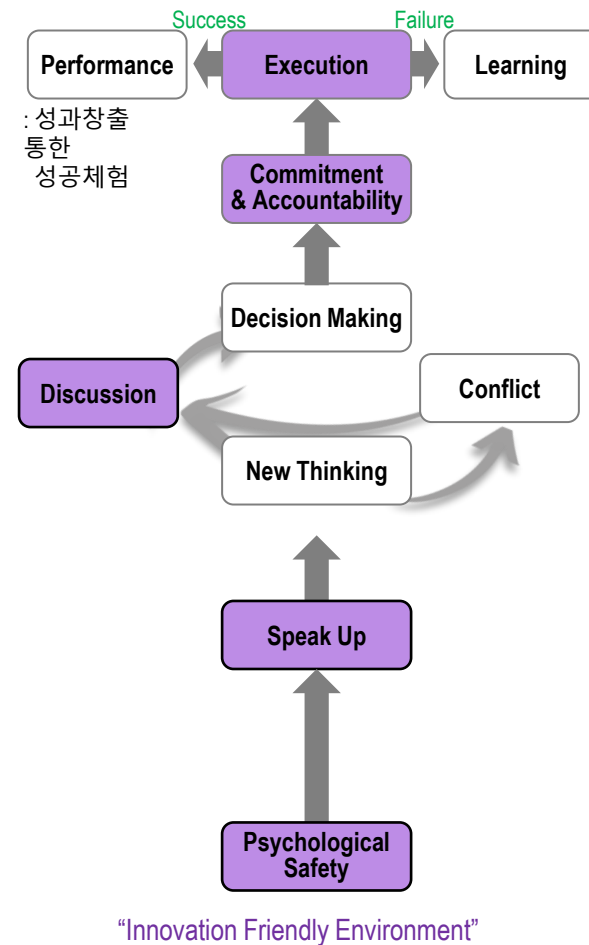 Success
Failure
Performance
Execution
Learning
: 성과창출
통한
성공체험
Commitment
& Accountability
Decision Making
Discussion
Conflict
New Thinking
Speak Up
Psychological
Safety
“Innovation Friendly Environment”